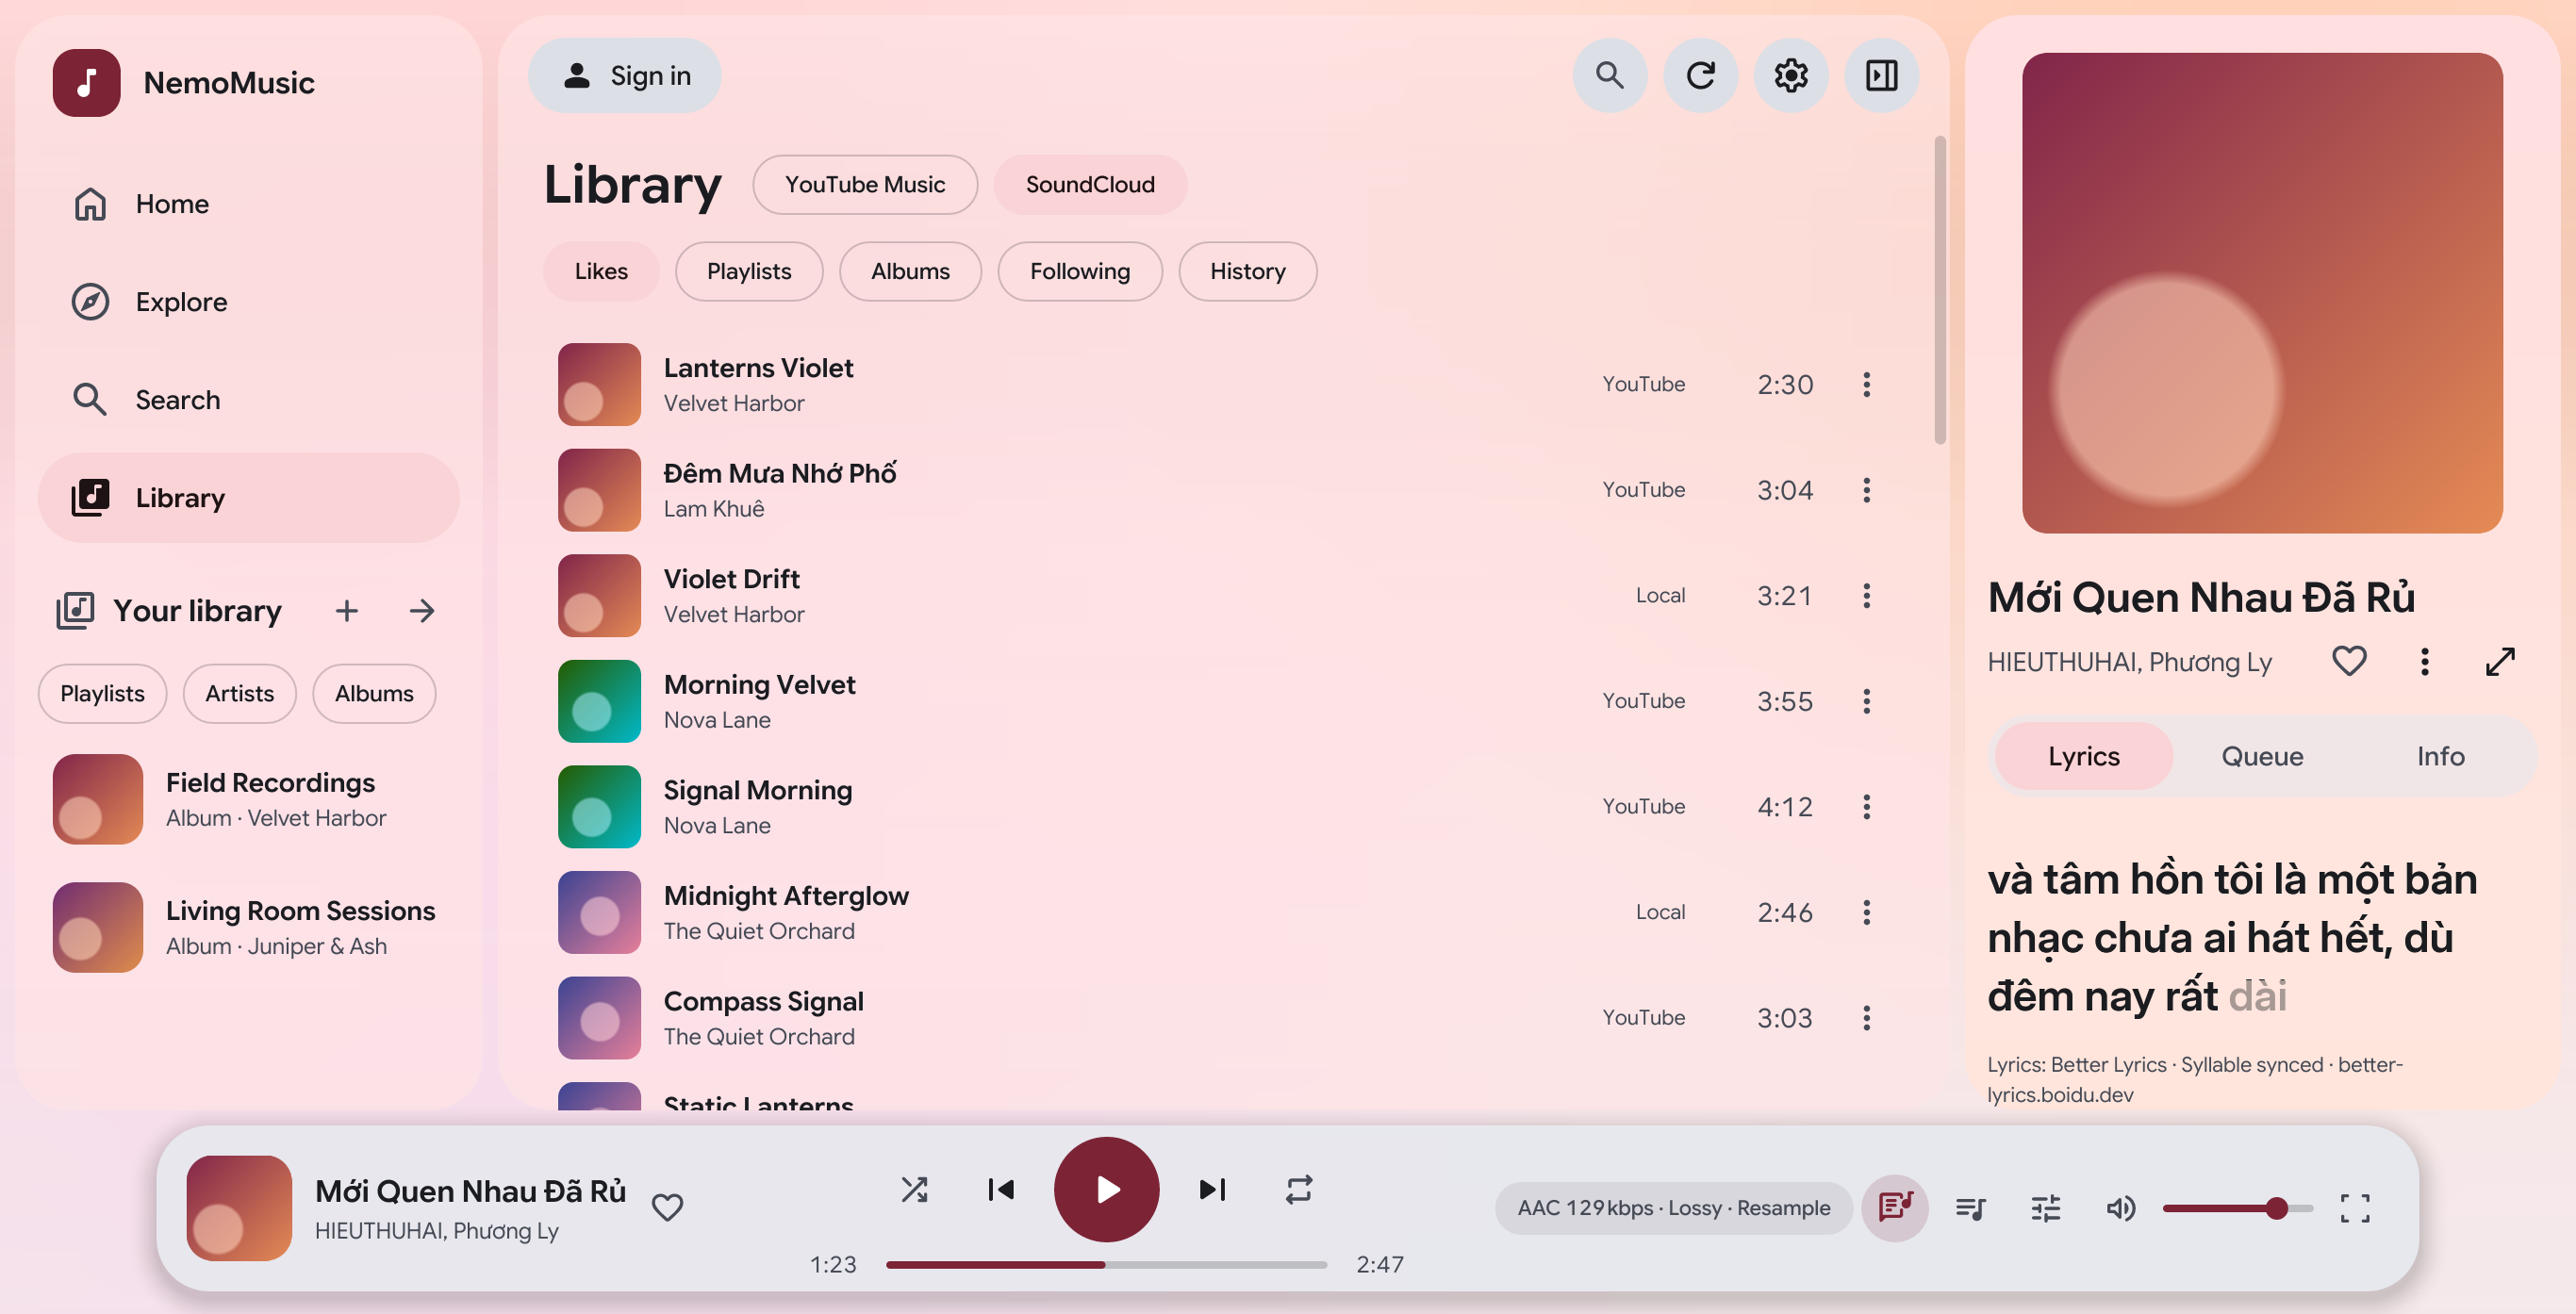 NemoMusic
Home
Explore
Search
Library
Your library
Playlists
Artists
Albums
Field Recordings
Album · Velvet Harbor
Living Room Sessions
Album · Juniper & Ash
Sign in
Library
YouTube Music
SoundCloud
Likes
Playlists
Albums
Following
History
Lanterns Violet
Velvet Harbor
YouTube
2:30
Đêm Mưa Nhớ Phố
Lam Khuê
YouTube
3:04
Violet Drift
Velvet Harbor
Local
3:21
Morning Velvet
Nova Lane
YouTube
3:55
Signal Morning
Nova Lane
YouTube
4:12
Midnight Afterglow
The Quiet Orchard
Local
2:46
Compass Signal
The Quiet Orchard
YouTube
3:03
Static Lanterns
Mới Quen Nhau Đã Rủ
HIEUTHUHAI, Phương Ly
Lyrics
Queue
Info
và tâm hồn tôi là một bản
nhạc chưa ai hát hết, dù
đêm nay rất dài
Lyrics: Better Lyrics · Syllable synced · better-
lyrics.boidu.dev
Mới Quen Nhau Đã Rủ
HIEUTHUHAI, Phương Ly
1:23
2:47
AAC 129 kbps · Lossy · Resample